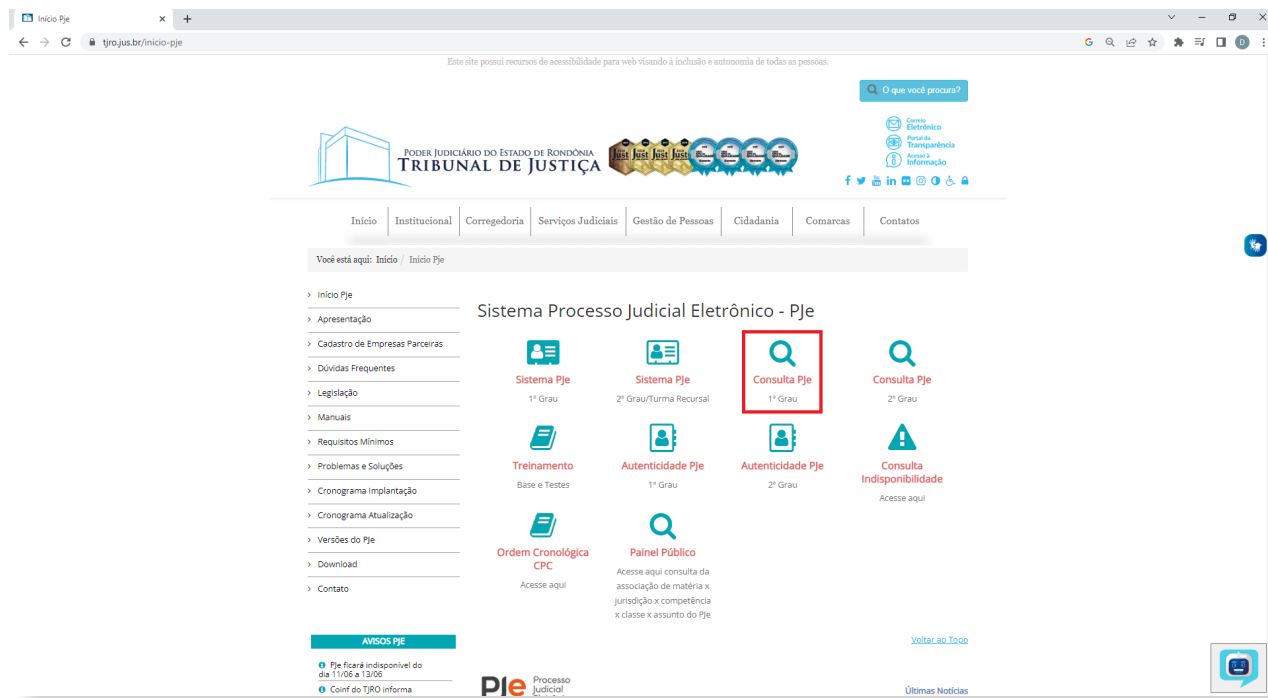 Início PJe
tjro.jus.br/inicio-pje
D
Este site possui recursos de acessibilidade para web visando à inclusão e autonomia de todas as pessoas.
O que você procura?
Correio
Eletrônico
Portal da
Transparência
Acesso à
Informação
Poder Judiciário do Estado de Rondônia
Tribunal de Justiça
Início
Institucional
Corregedoria
Serviços Judiciais
Gestão de Pessoas
Cidadania
Comarcas
Contatos
Você está aqui: Início / Início Pje
Início PJe
Apresentação
Cadastro de Empresas Parceiras
Dúvidas Frequentes
Legislação
Manuais
Requisitos Mínimos
Problemas e Soluções
Cronograma Implantação
Cronograma Atualização
Versões do PJe
Download
Contato
Sistema Processo Judicial Eletrônico - PJe
Sistema PJe
1º Grau
Sistema PJe
2º Grau/Turma Recursal
Consulta PJe
1º Grau
Consulta PJe
2º Grau
Treinamento
Base e Testes
Autenticidade PJe
1º Grau
Autenticidade PJe
2º Grau
Consulta
Indisponibilidade
Acesse aqui
Ordem Cronológica
CPC
Acesse aqui
Painel Público
Acesse aqui consulta da
associação de matéria x
jurisdição x competência
x classe x assunto do PJe
AVISOS PJE
PJe ficará indisponível do
dia 11/06 a 13/06
Coinf do TJRO informa
Voltar ao Topo
PJe
Processo
Judicial
Últimas Notícias